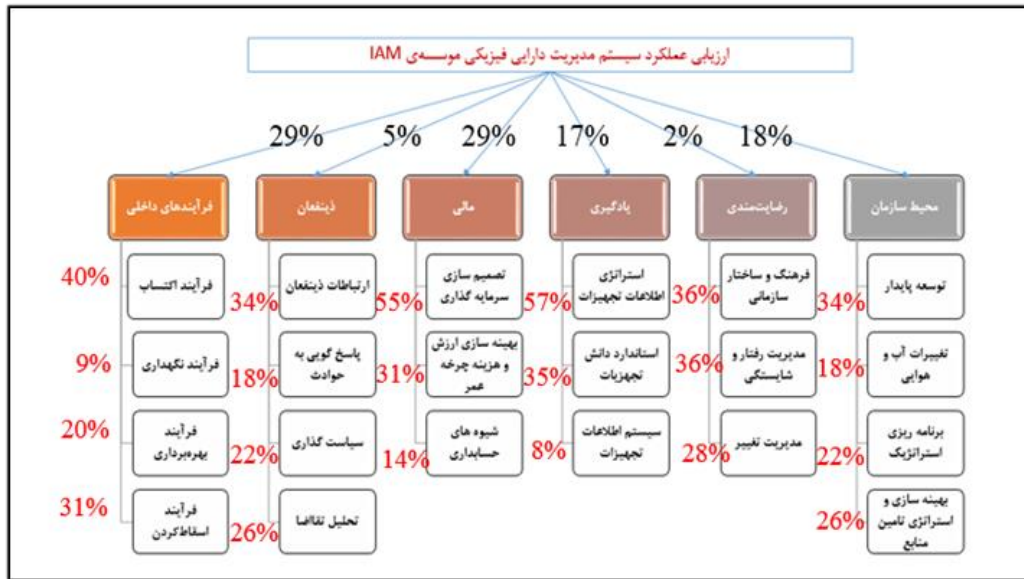 ارزیابی عملکرد سیستم مدیریت دارایی فیزیکی موسسه‌ی IAM
29% 5% 29% 17% 2% 18%
محیط سازمان
34%
توسعه پایدار
18%
تغییرات آب و
هوایی
22%
برنامه ریزی
استراتژیک
26%
بهینه سازی و
استراتژی تامین
منابع
رضایت‌مندی
36%
فرهنگ و ساختار
سازمانی
36%
مدیریت رفتار و
شایستگی
28%
مدیریت تغییر
یادگیری
57%
استراتژی
اطلاعات تجهیزات
35%
استاندارد دانش
تجهزیات
8%
سیستم اطلاعات
تجهیزات
مالی
55%
تصمیم سازی
سرمایه گذاری
31%
بهینه سازی ارزش
و هزینه چرخه
عمر
14%
شیوه های
حسابداری
ذینفعان
34%
ارتباطات ذینفعان
18%
پاسخ گویی به
حوادث
22%
سیاست گذاری
26%
تحلیل تقااضا
فرآیندهای داخلی
40%
فرآیند اکتساب
9%
فرآیند نگهداری
20%
فرآیند
بهره‌برداری
31%
فرآیند
اسقاط‌کردن